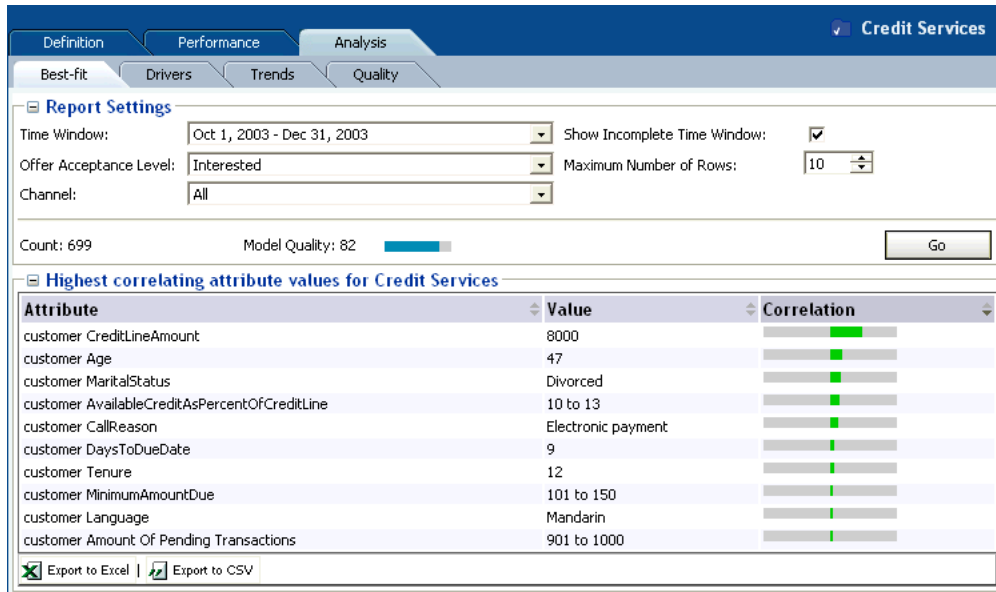 Credit Services
Definition Performance Analysis
Best-fit Drivers Trends Quality
Report Settings
Time Window: Oct 1, 2003 - Dec 31, 2003 Show Incomplete Time Window:
Offer Acceptance Level: Interested Maximum Number of Rows: 10
Channel: All
Count: 699 Model Quality: 82 Go
Highest correlating attribute values for Credit Services
Attribute Value Correlation
customer CreditLineAmount 8000
customer Age 47
customer MaritalStatus Divorced
customer AvailableCreditAsPercentOfCreditLine 10 to 13
customer CallReason Electronic payment
customer DaysToDueDate 9
customer Tenure 12
customer MinimumAmountDue 101 to 150
customer Language Mandarin
customer Amount Of Pending Transactions 901 to 1000
Export to Excel | Export to CSV